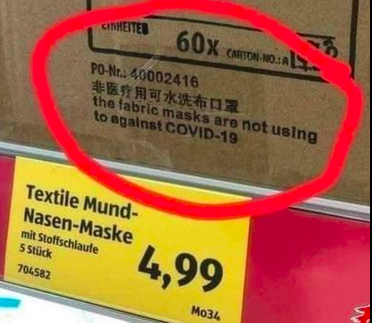 EINHEITEN
60x CARTON-NO.: A
PO-Nr.: 40002416
非医疗用可水洗布口罩
the fabric masks are not using
to against COVID-19
Textile Mund-
Nasen-Maske
mit Stoffschlaufe
5 Stück
4,99
704582
Mo34